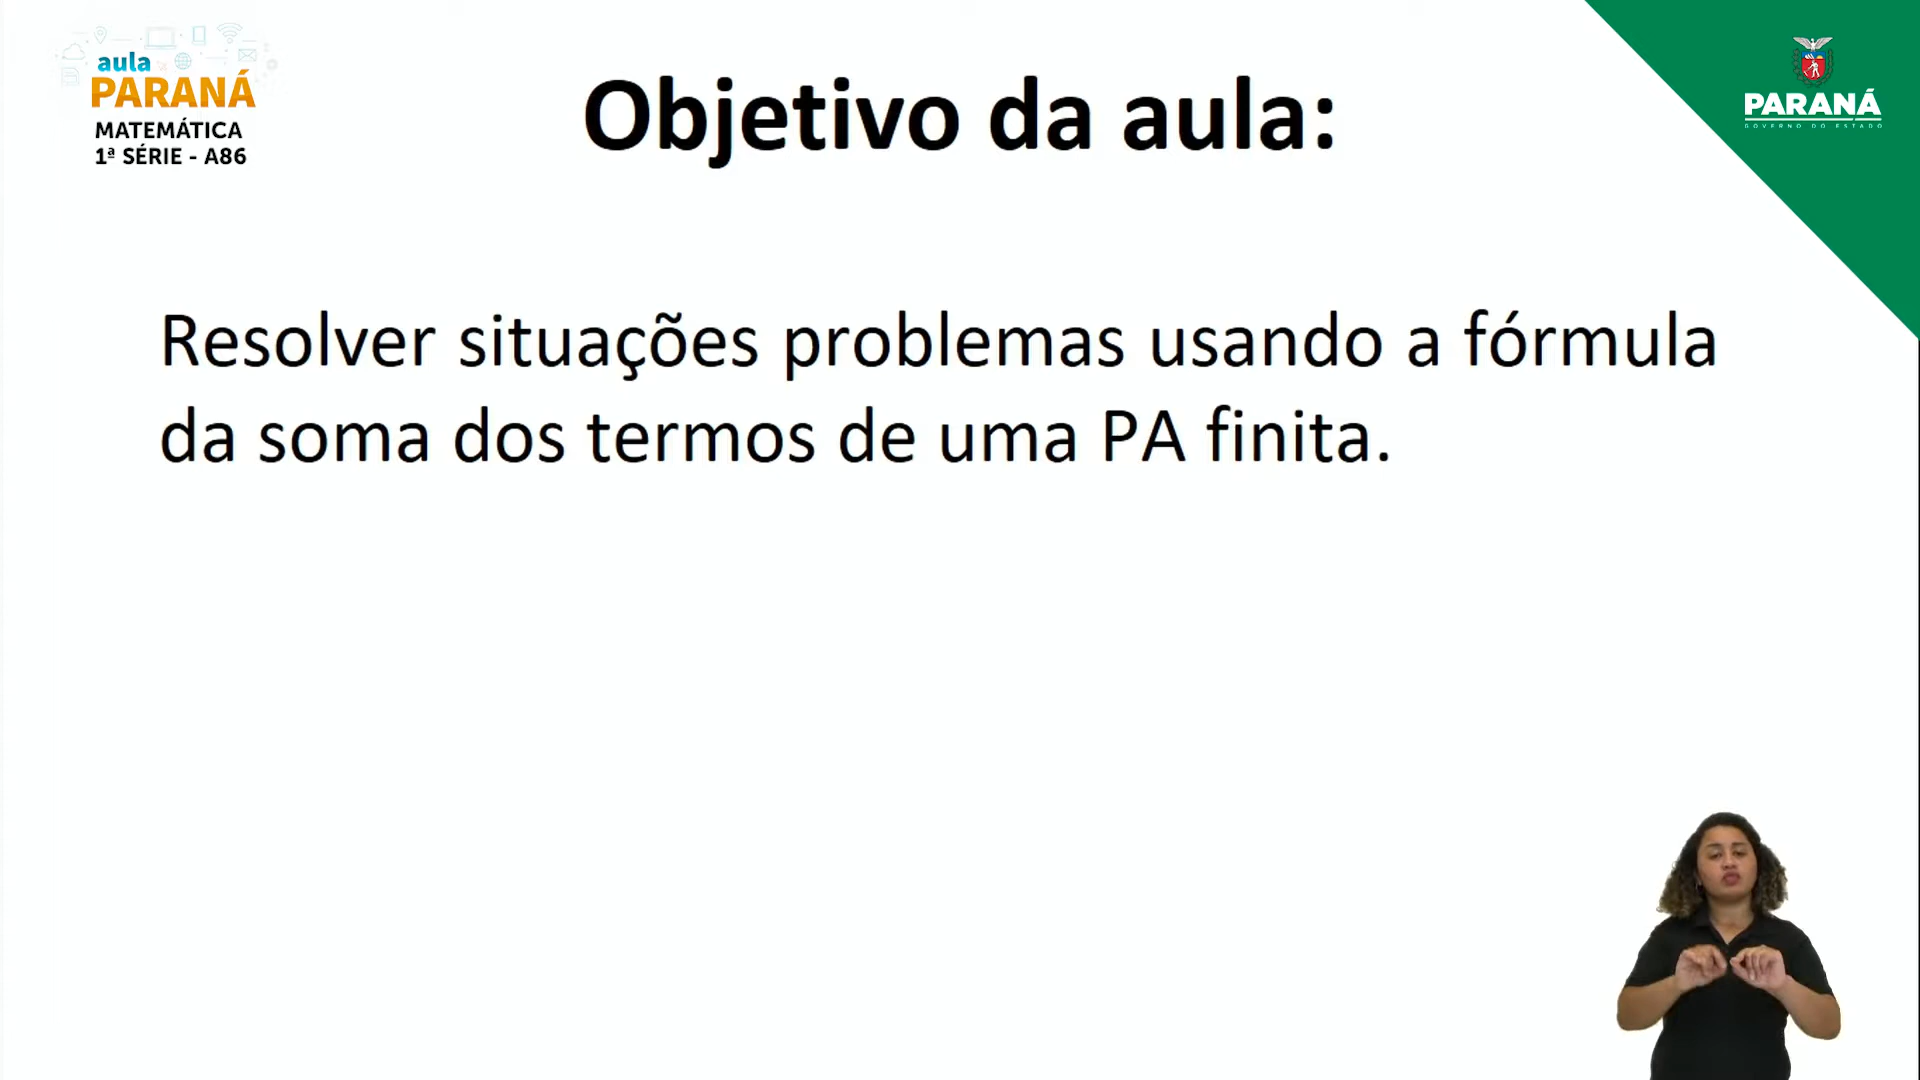 aula
PARANÁ
MATEMÁTICA
1ª SÉRIE - A86
Objetivo da aula:
PARANÁ
GOVERNO DO ESTADO
Resolver situações problemas usando a fórmula
da soma dos termos de uma PA finita.